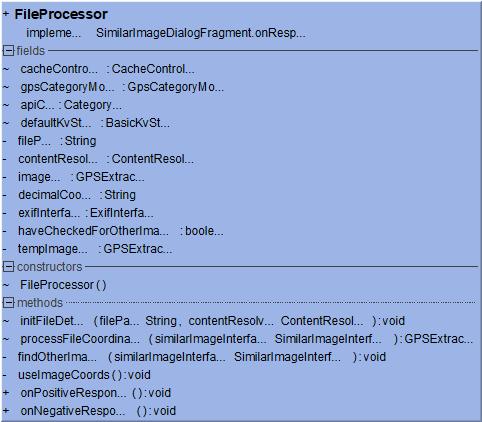 + FileProcessor
impleme... SimilarImageDialogFragment.onResp...
fields
~ cacheContro... : CacheControl...
~ gpsCategoryMo... : GpsCategoryMo...
~ apiC... : Category...
~ defaultKvSt... : BasicKvSt...
- fileP... : String
- contentResol... : ContentResol...
- image... : GPSExtrac...
- decimalCoo... : String
- exifInterfa... : ExifInterfa...
- haveCheckedForOtherIma... : boole...
- tempImage... : GPSExtrac...
constructors
~ FileProcessor ( )
methods
~ initFileDet... ( filePa... String , contentResolv... ContentResol... ) : void
~ processFileCoordina... ( similarImageInterfa... SimilarImageInterf... ) : GPSExtrac...
- findOtherIma... ( similarImageInterfa... SimilarImageInterf... ) : void
- useImageCoords ( ) : void
+ onPositiveRespon... ( ) : void
+ onNegativeRespo... ( ) : void